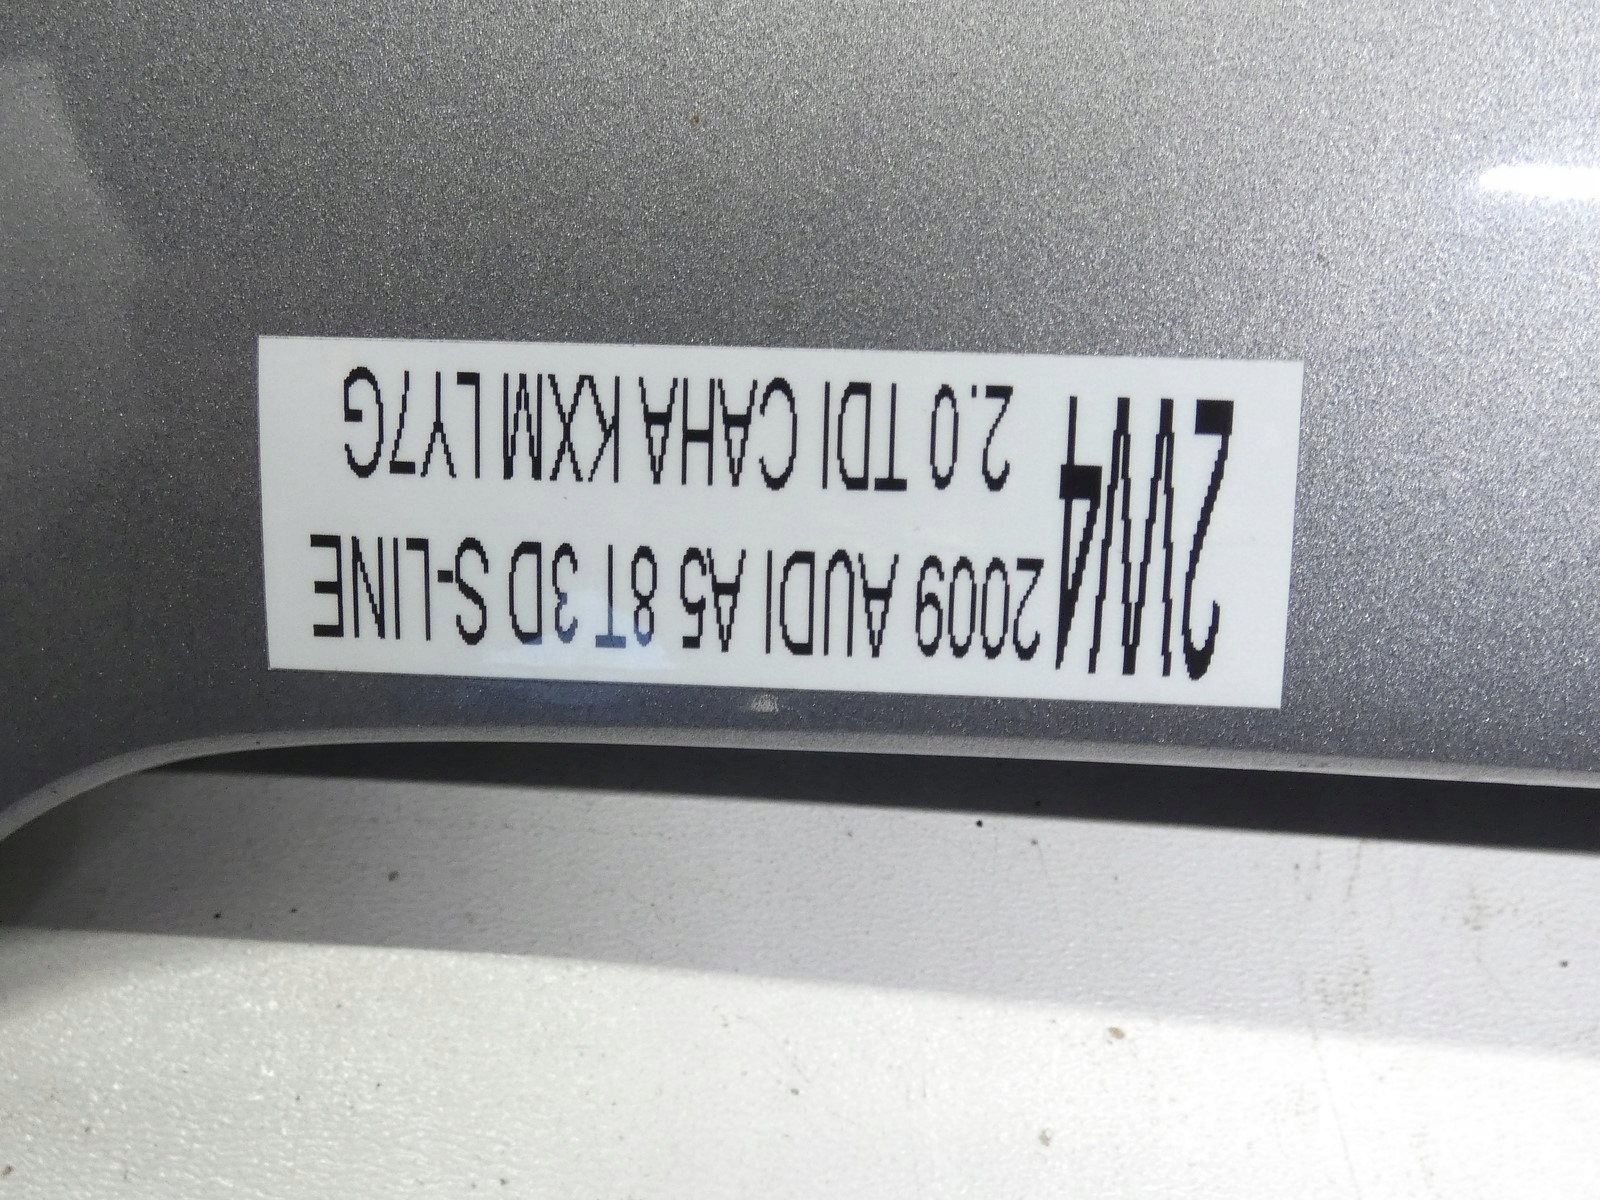 2W4
2009 AUDI A5 8T 3D S-LINE
2.0 TDI CAHA KXM LY7G